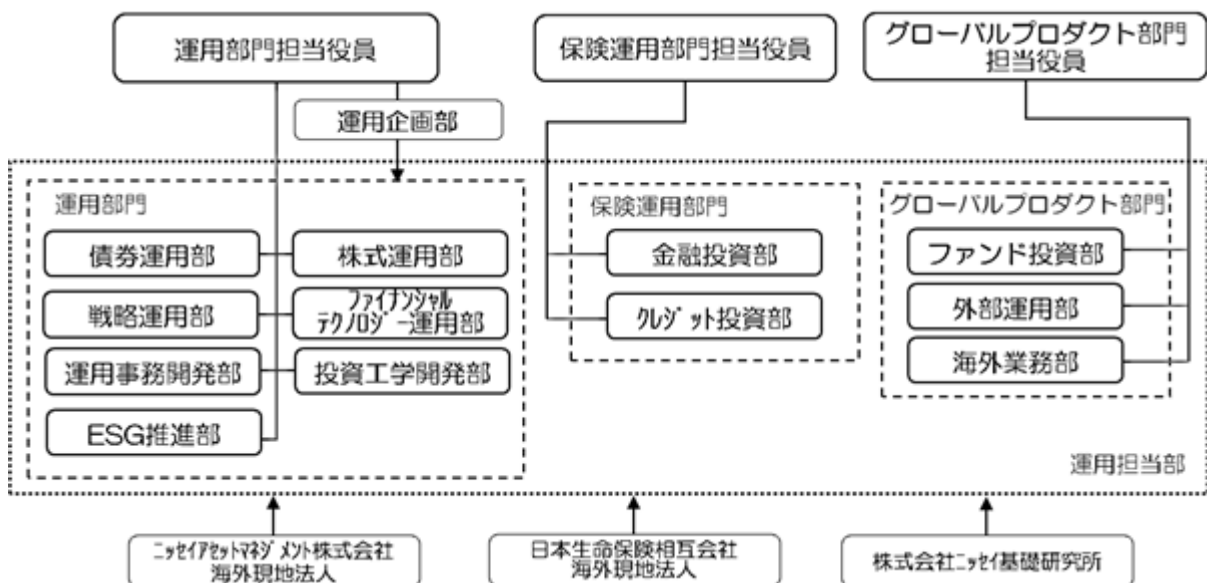 運用部門担当役員
保険運用部門担当役員
グローバルプロダクト部門
担当役員
運用企画部
運用部門
債券運用部
株式運用部
戦略運用部
ファイナンシャル
テクノロジー運用部
運用事務開発部
投資工学開発部
ESG推進部
保険運用部門
金融投資部
クレジット投資部
グローバルプロダクト部門
ファンド投資部
外部運用部
海外業務部
運用担当部
ニッセイアセットマネジメント株式会社
海外現地法人
日本生命保険相互会社
海外現地法人
株式会社ニッセイ基礎研究所